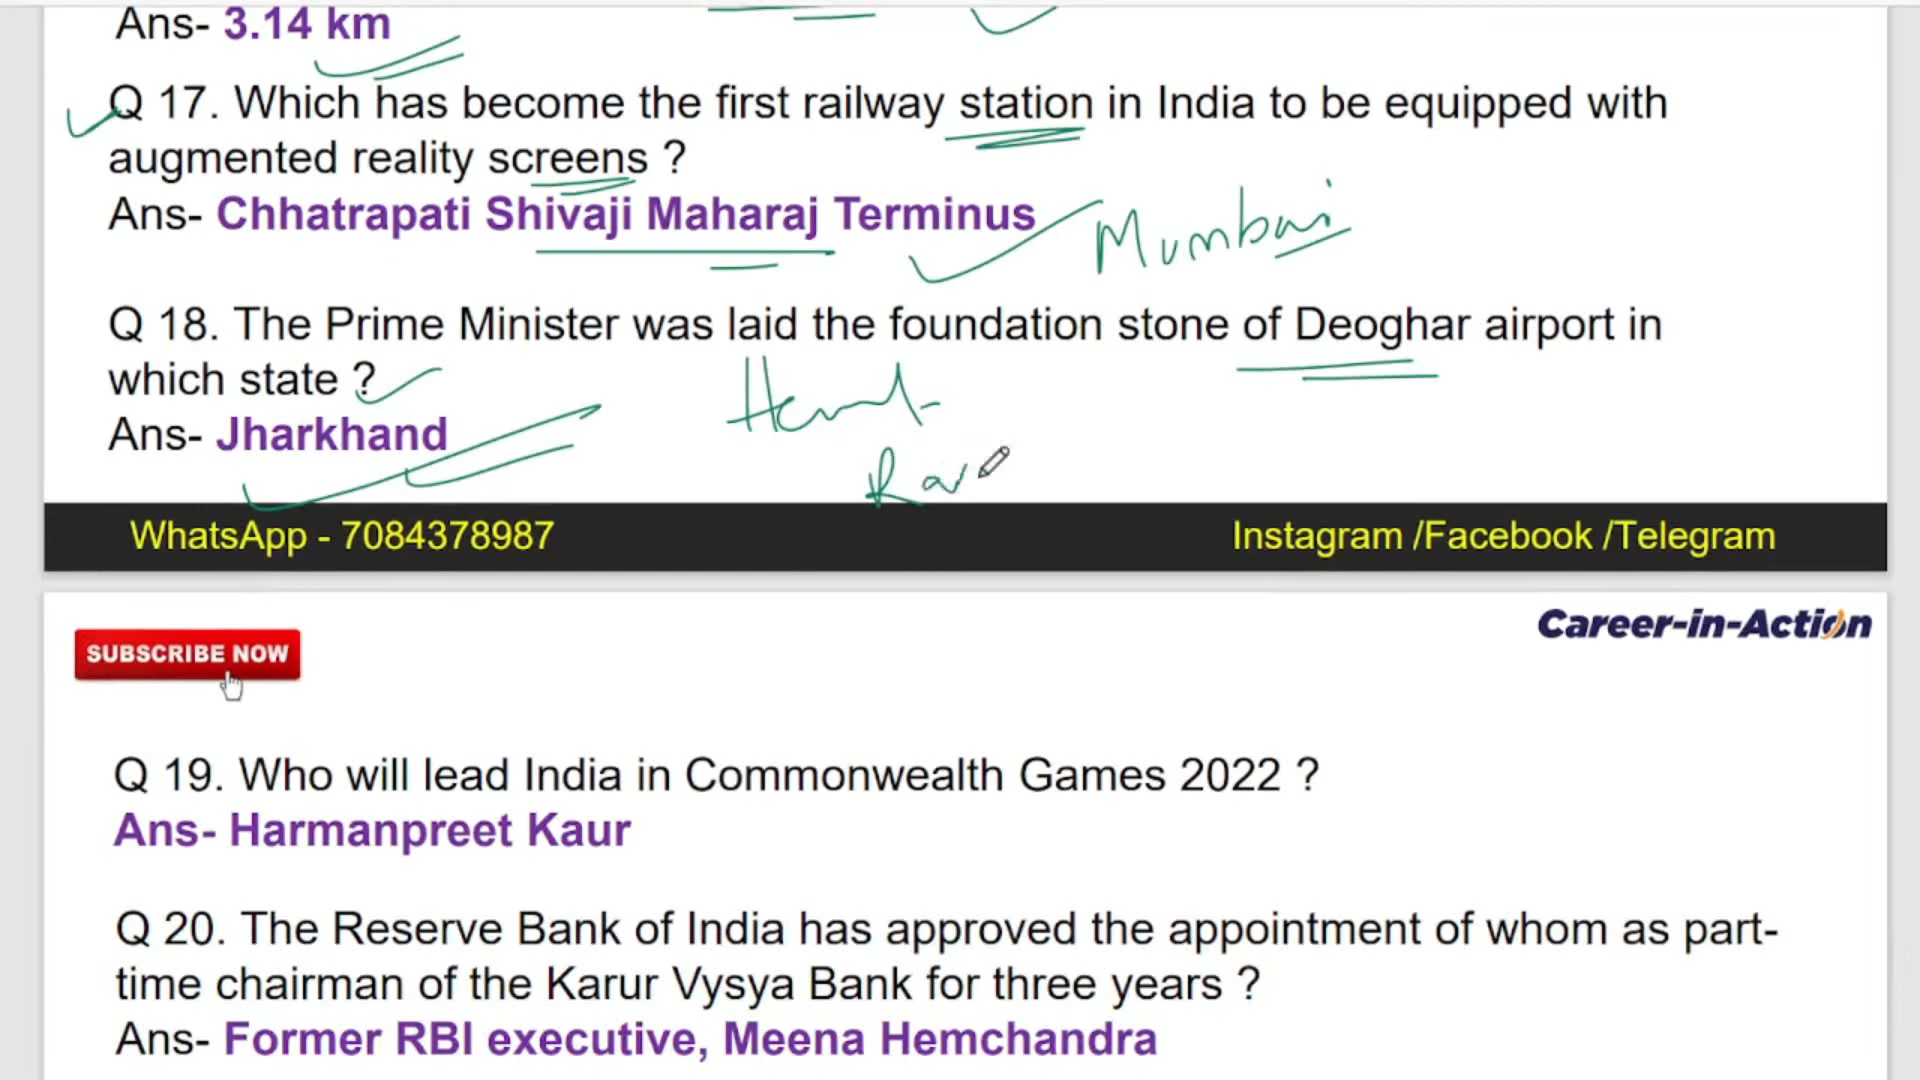 Ans- 3.14 km
Q 17. Which has become the first railway station in India to be equipped with
augmented reality screens ?
Ans- Chhatrapati Shivaji Maharaj Terminus
Mumbai
Q 18. The Prime Minister was laid the foundation stone of Deoghar airport in
which state ?
Ans- Jharkhand
WhatsApp - 7084378987
Instagram /Facebook /Telegram
SUBSCRIBE NOW
Career-in-Action
Q 19. Who will lead India in Commonwealth Games 2022 ?
Ans- Harmanpreet Kaur
Q 20. The Reserve Bank of India has approved the appointment of whom as part-
time chairman of the Karur Vysya Bank for three years ?
Ans- Former RBI executive, Meena Hemchandra